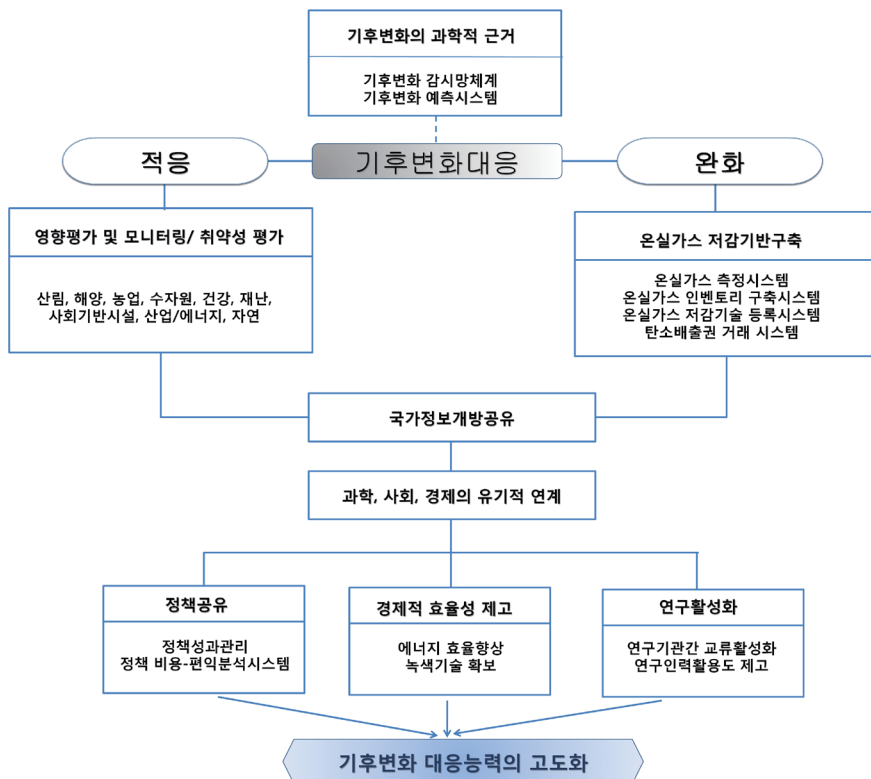 기후변화의 과학적 근거
기후변화 감시망체계
기후변화 예측시스템
적응
기후변화대응
완화
영향평가 및 모니터링/ 취약성 평가
산림, 해양, 농업, 수자원, 건강, 재난,
사회기반시설, 산업/에너지, 자연
온실가스 저감기반구축
온실가스 측정시스템
온실가스 인벤토리 구축시스템
온실가스 저감기술 등록시스템
탄소배출권 거래 시스템
국가정보개방공유
과학, 사회, 경제의 유기적 연계
정책공유
정책성과관리
정책 비용-편익분석시스템
경제적 효율성 제고
에너지 효율향상
녹색기술 확보
연구활성화
연구기관간 교류활성화
연구인력활용도 제고
기후변화 대응능력의 고도화